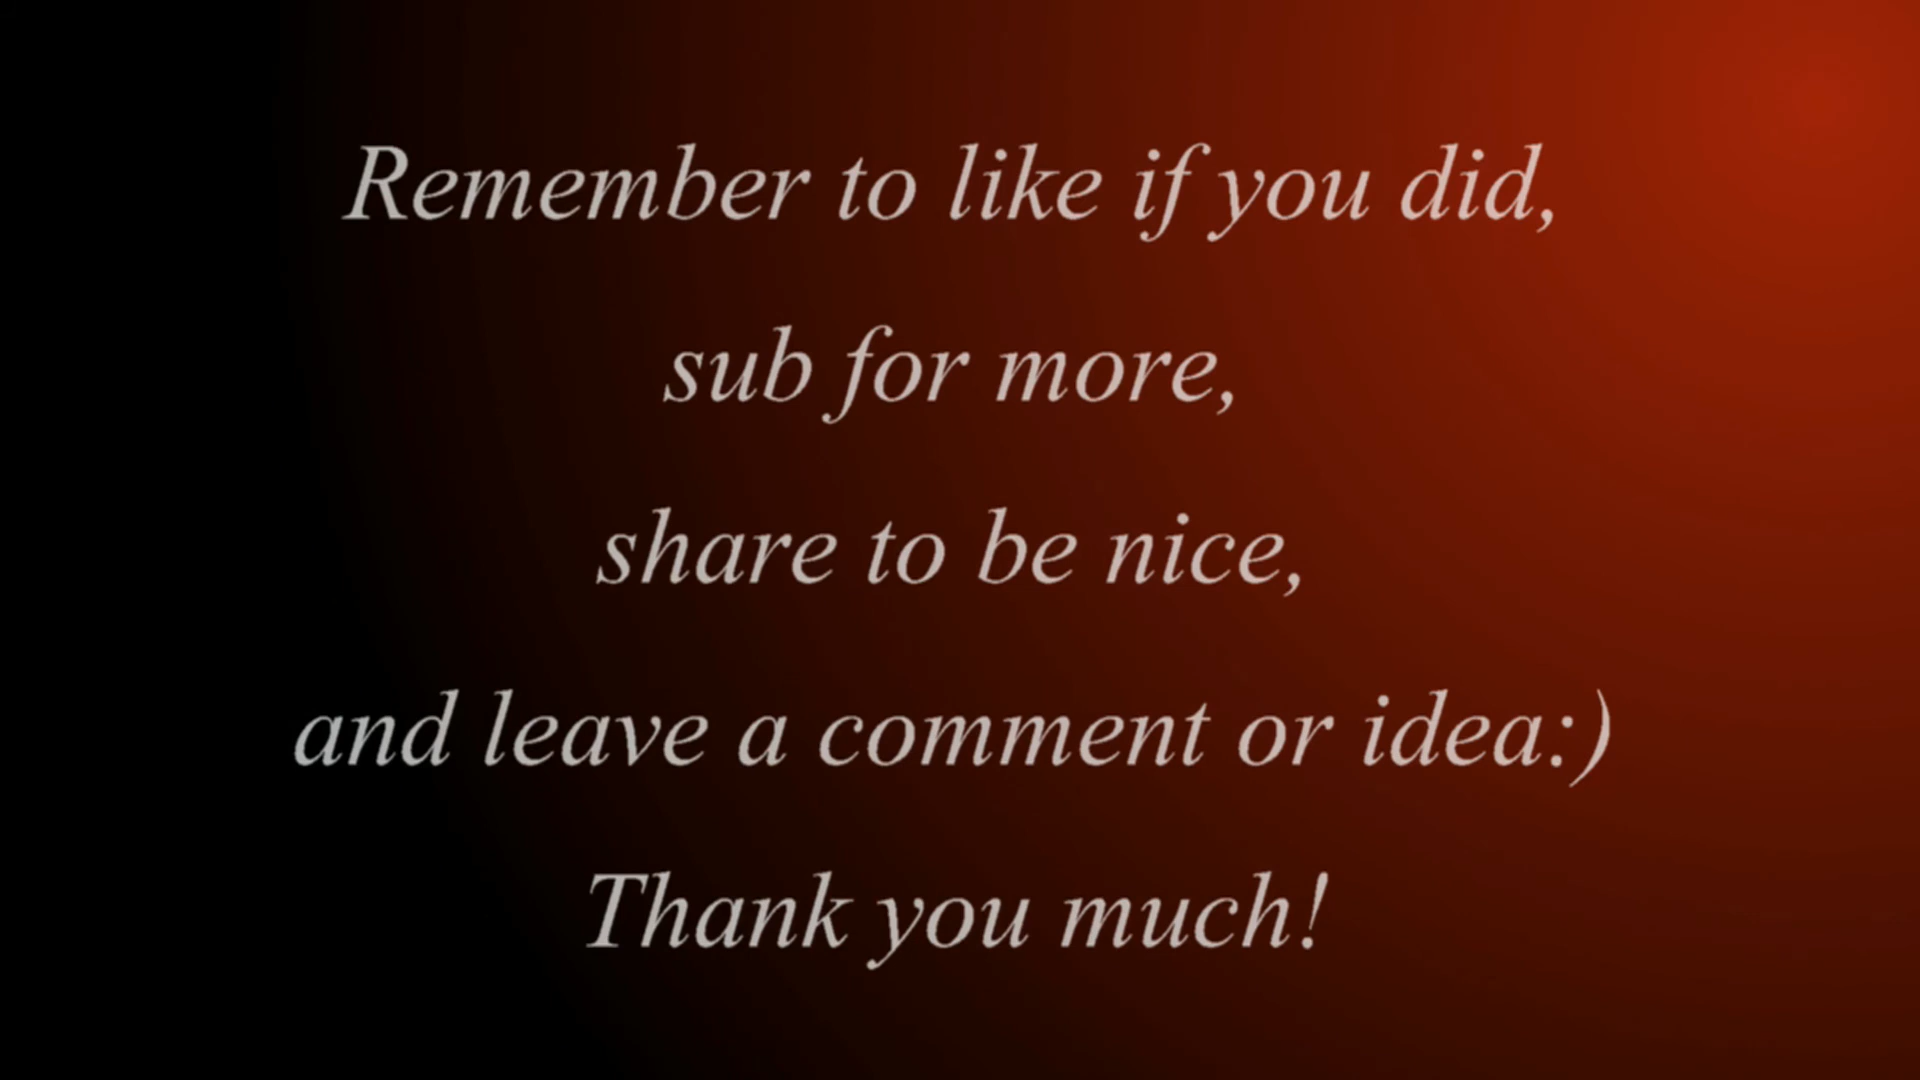 Remember to like if you did,
sub for more,
share to be nice,
and leave a comment or idea:)
Thank you much!